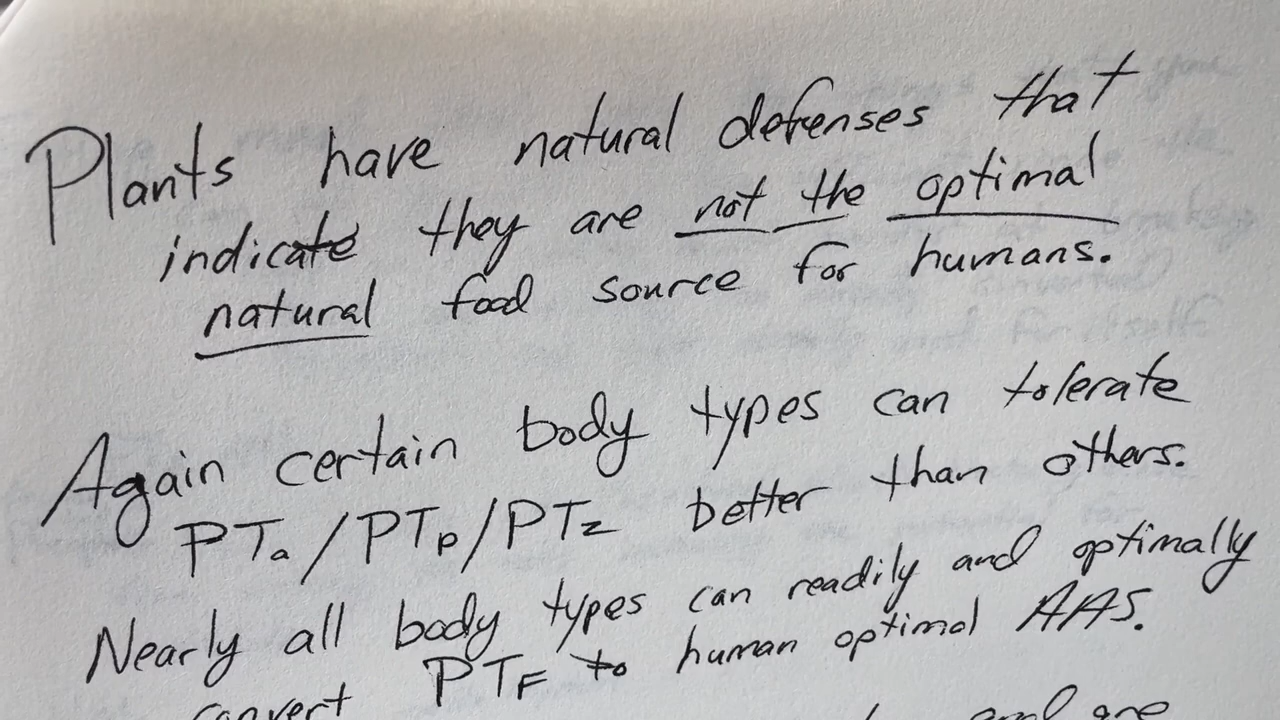 Plants have natural defenses that
indicate they are not the optimal
natural food source for humans.
Again certain body types can tolerate
PTa/PTp/PTz better than others.
Nearly all body types can readily and optimally
convert PTF to human optimal AAS.
and are